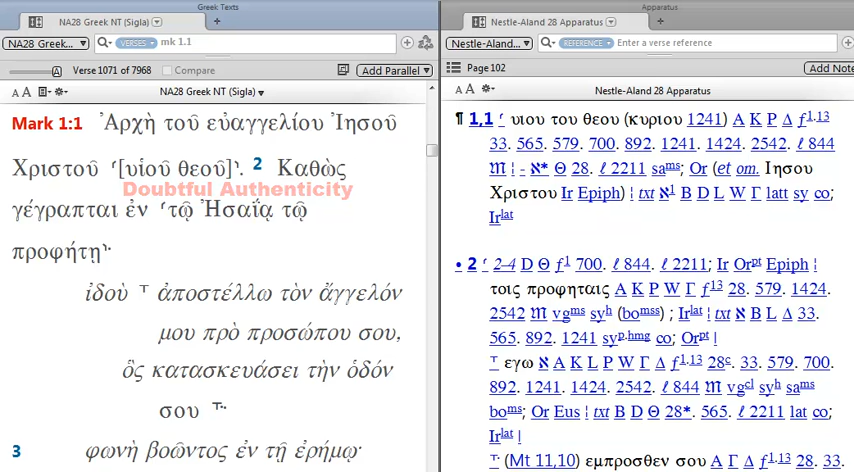 Greek Texts
NA28 Greek NT (Sigla)
NA28 Greek...
VERSES
mk 1.1
Verse 1071 of 7968
Compare
Add Parallel
A A
NA28 Greek NT (Sigla)
Mark 1:1 Ἀρχὴ τοῦ εὐαγγελίου Ἰησοῦ
Χριστοῦ ⸂[υἱοῦ θεοῦ]⸃. 2 Καθὼς
Doubtful Authenticity
γέγραπται ἐν ⸂τῷ Ἠσαΐᾳ τῷ
προφήτῃ⸃·
ἰδοὺ ⸆ ἀποστέλλω τὸν ἄγγελόν
μου πρὸ προσώπου σου,
ὃς κατασκευάσει τὴν ὁδόν
σου ⸆·
3 φωνὴ βοῶντος ἐν τῇ ἐρήμῳ·
Apparatus
Nestle-Aland 28 Apparatus
Nestle-Aland...
REFERENCE
Enter a verse reference
Page 102
Add Note
A A
Nestle-Aland 28 Apparatus
¶ 1,1 ⸂ υιου του θεου (κυριου 1241) A K P Δ ƒ1.13
33. 565. 579. 700. 892. 1241. 1424. 2542. ℓ 844
𝔐 ¦ – ℵ* Θ 28. ℓ 2211 sams; Or (et om. Ιησου
Χριστου Ir Epiph) ¦ txt ℵ1 B D L W Γ latt sy co;
Irlat
• 2 ⸂ 2–4 D Θ ƒ1 700. ℓ 844. ℓ 2211; Ir Orpt Epiph ¦
τοις προφηταις A K P W Γ ƒ13 28. 579. 1424.
2542 𝔐 vgms syh (bomss) ; Irlat ¦ txt ℵ B L Δ 33.
565. 892. 1241 syp.hmg co; Orpt |
⸆ εγω ℵ A K L P W Γ Δ ƒ1.13 28c. 33. 579. 700.
892. 1241. 1424. 2542. ℓ 844 𝔐 vgcl syh sams
boms; Or Eus ¦ txt B D Θ 28*. 565. ℓ 2211 lat co;
Irlat |
⸆· (Mt 11,10) εμπροσθεν σου A Γ Δ ƒ1.13 28. 33.